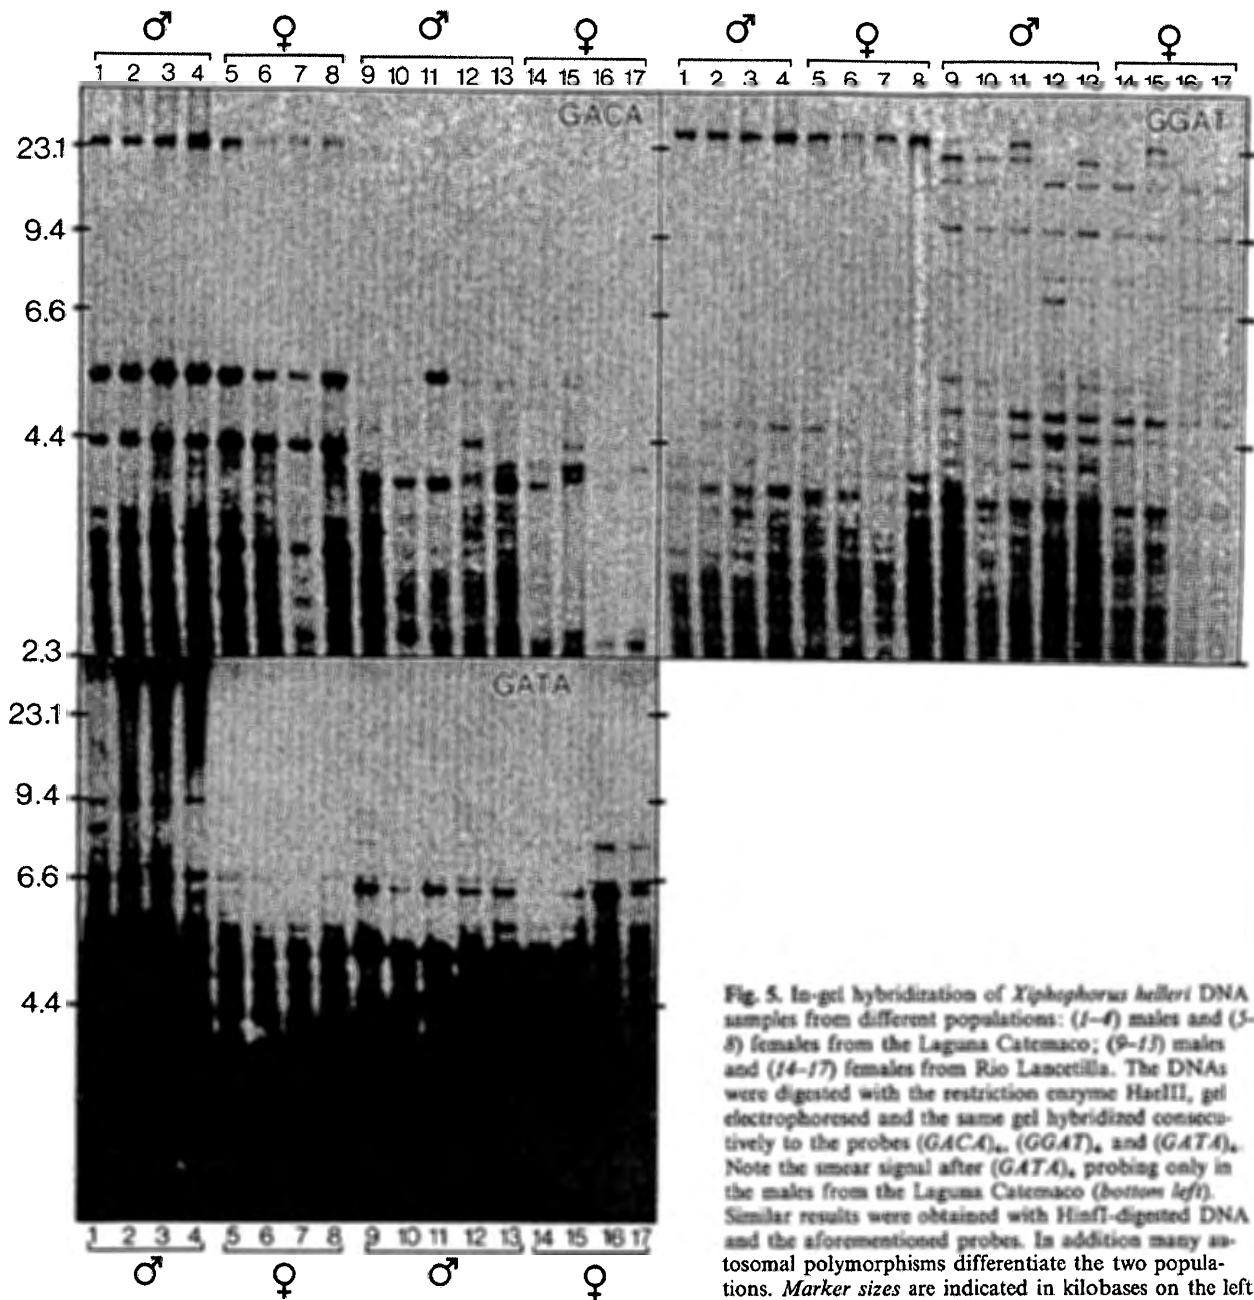 ♂ ♀ ♂ ♀ ♂ ♀ ♂ ♀
1 2 3 4 5 6 7 8 9 10 11 12 13 14 15 16 17 1 2 3 4 5 6 7 8 9 10 11 12 13 14 15 16 17
GACA GGAT
23.1
9.4
6.6
4.4
2.3
GATA
23.1
9.4
6.6
4.4
1 2 3 4 5 6 7 8 9 10 11 12 13 14 15 16 17
♂ ♀ ♂ ♀
Fig. 5. In-gel hybridization of Xiphophorus helleri DNA
samples from different populations: (1–4) males and (5–
8) females from the Laguna Catemaco; (9–13) males
and (14–17) females from Rio Lancetilla. The DNAs
were digested with the restriction enzyme HaeIII, gel
electrophoresed and the same gel hybridized consecu-
tively to the probes (GACA)₄, (GGAT)₄ and (GATA)₄.
Note the smear signal after (GATA)₄ probing only in
the males from the Laguna Catemaco (bottom left).
Similar results were obtained with HinfI-digested DNA
and the aforementioned probes. In addition many au-
tosomal polymorphisms differentiate the two popula-
tions. Marker sizes are indicated in kilobases on the left